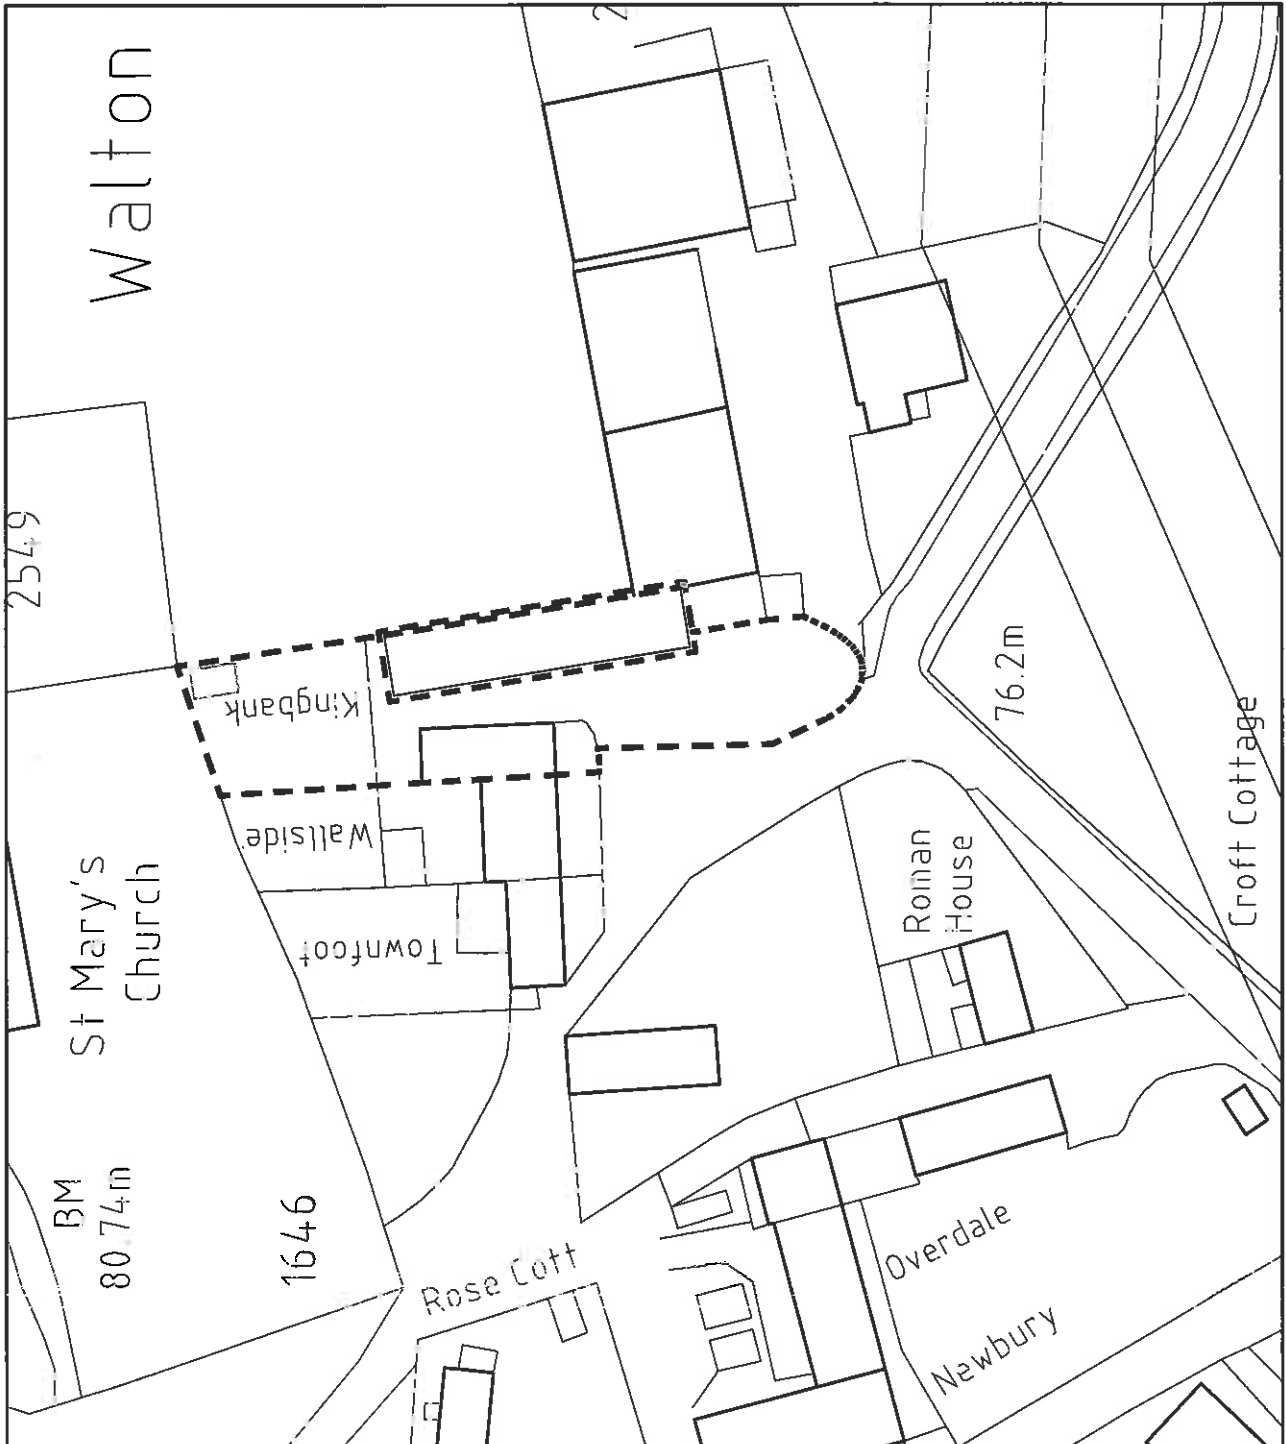 Walton
2549
Kingbank
Wallside
Townfoot
St Mary's
Church
BM
80.74m
1646
76.2m
Roman
House
Croft Cottage
Rose Cott
Overdale
Newbury